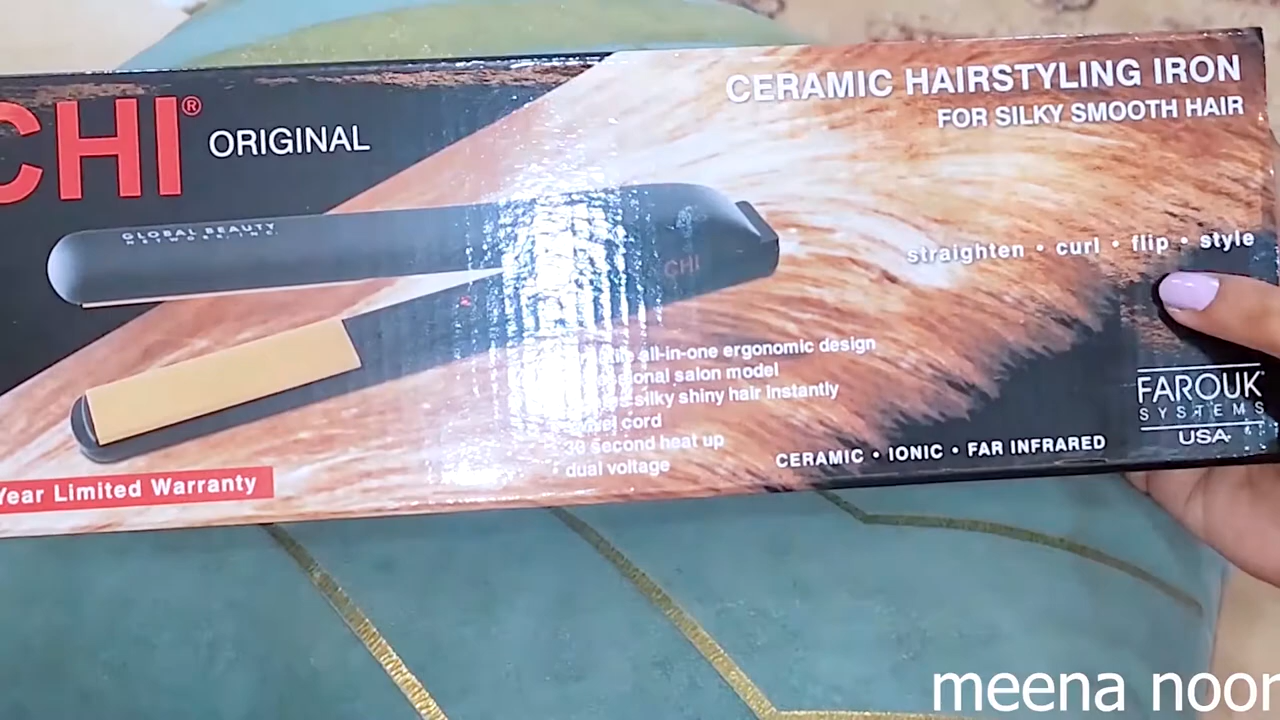 CHI® ORIGINAL
CERAMIC HAIRSTYLING IRON
FOR SILKY SMOOTH HAIR
GLOBAL BEAUTY
NETWORK, INC.
CHI
straighten • curl • flip • style
all-in-one ergonomic design
salon model
silky shiny hair instantly
cord
30 second heat up
• dual voltage
CERAMIC • IONIC • FAR INFRARED
FAROUK
SYSTEMS
USA
Year Limited Warranty
meena noor